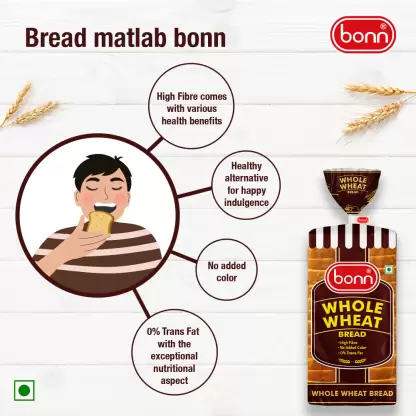 Bread matlab bonn
bonn®
High Fibre comes
with various
health benefits
Healthy
alternative
for happy
indulgence
No added
color
0% Trans Fat
with the
exceptional
nutritional
aspect
WHOLE
WHEAT
BREAD
bonn
bonn
WHOLE
WHEAT
BREAD
• High Fibre
• No Added Color
• 0% Trans Fat
WHOLE WHEAT BREAD